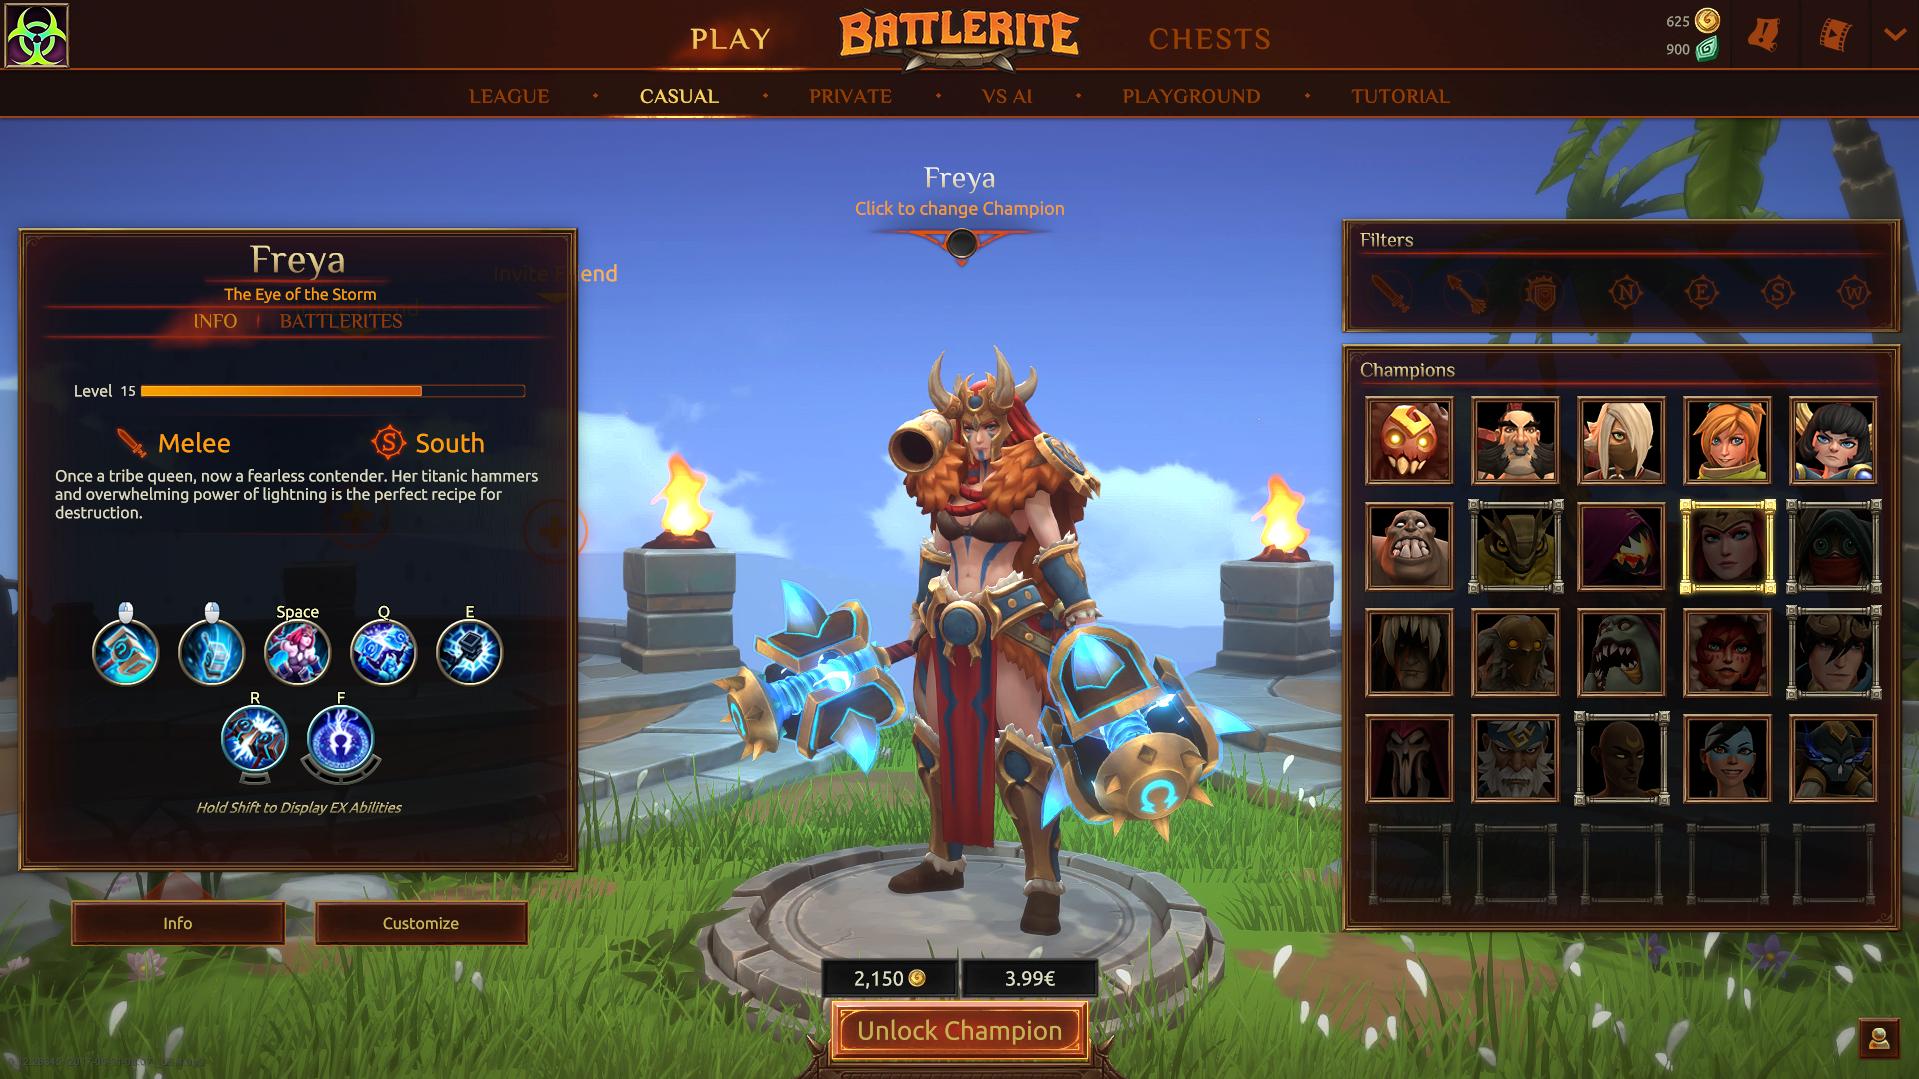 PLAY
BATTLERITE
CHESTS
625
900
LEAGUE
CASUAL
PRIVATE
VS AI
PLAYGROUND
TUTORIAL
Freya
Click to change Champion
Freya
Invite Friend
The Eye of the Storm
INFO
BATTLERITES
Level 15
Melee
S South
Once a tribe queen, now a fearless contender. Her titanic hammers
and overwhelming power of lightning is the perfect recipe for
destruction.
Space
Q
E
R
F
Hold Shift to Display EX Abilities
Info
Customize
Filters
N
E
S
W
Champions
2,150
3.99€
Unlock Champion